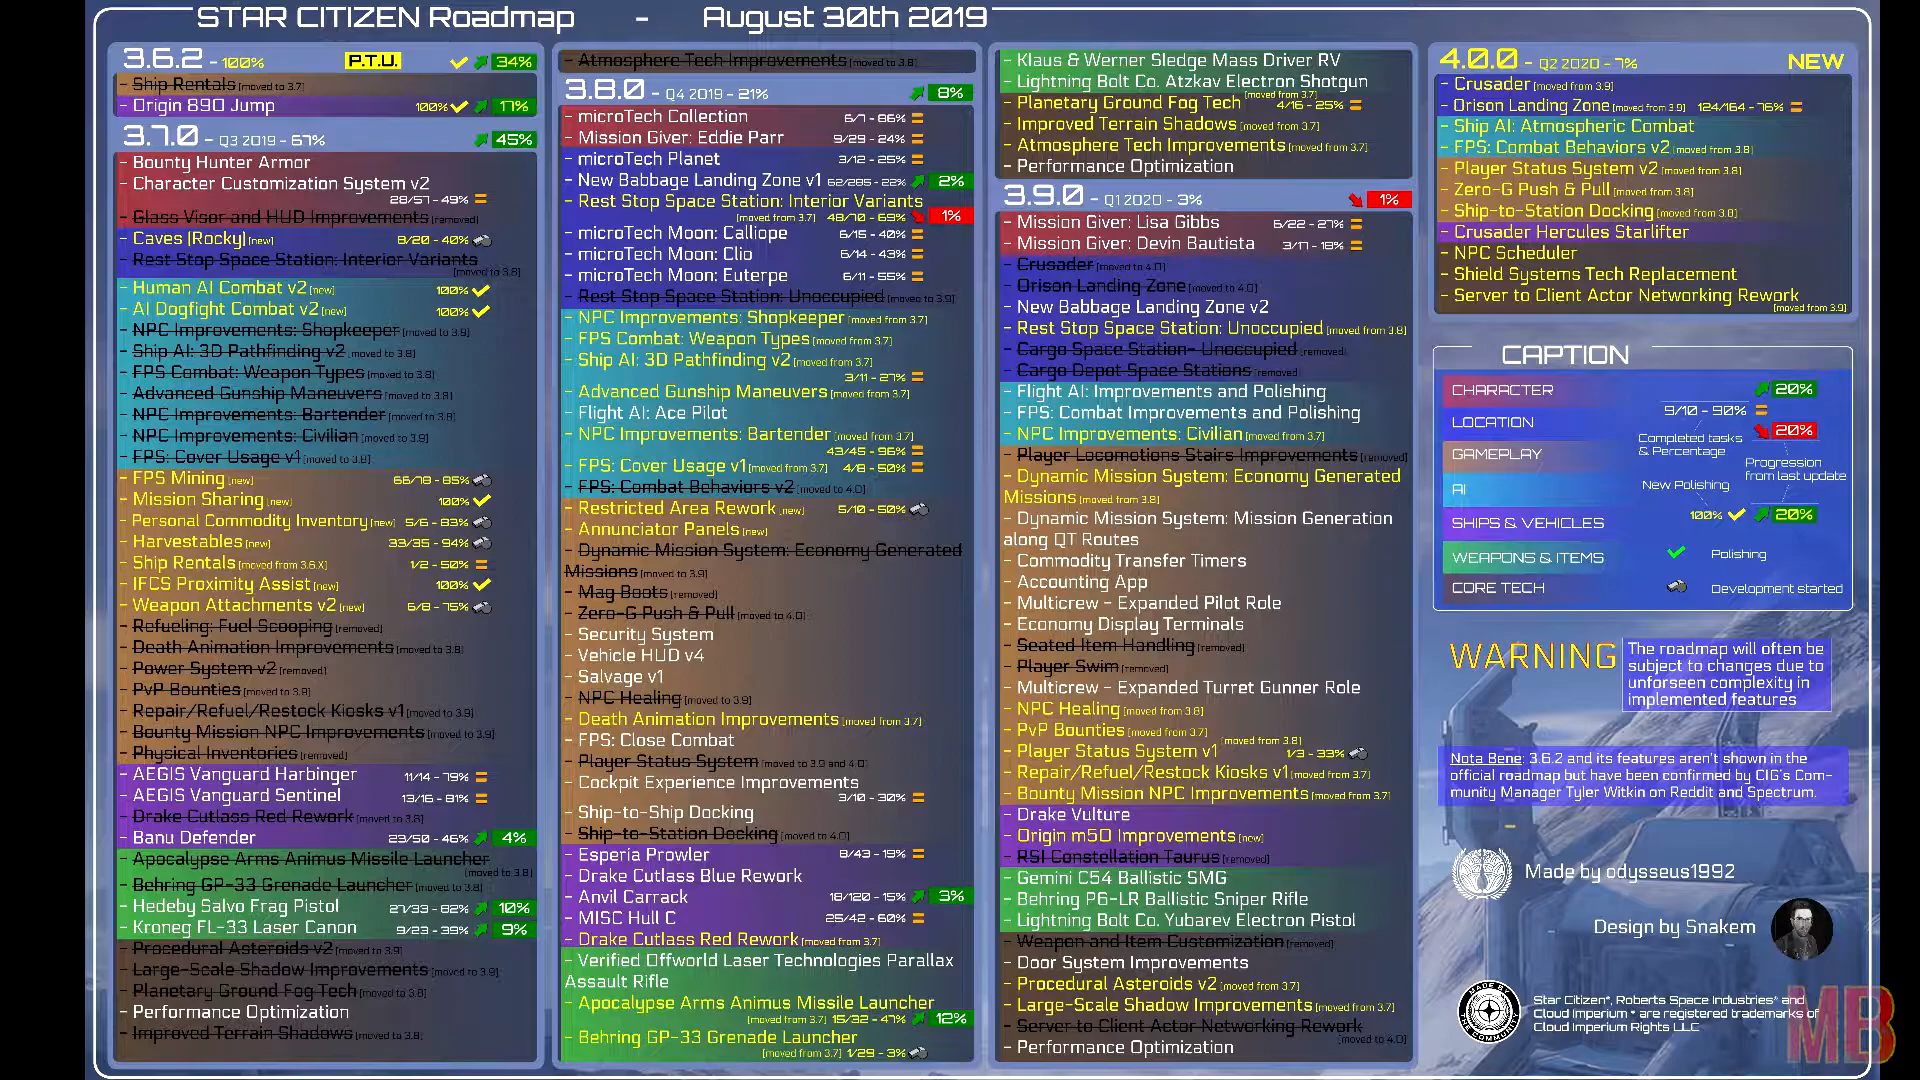 STAR CITIZEN Roadmap - August 30th 2019
3.6.2 - 100% P.T.U. 34%
- Ship Rentals (moved to 3.7)
- Origin 890 Jump 100% 17%
3.7.0 - Q3 2019 - 67% 45%
- Bounty Hunter Armor
- Character Customization System v2
28/57 - 49% =
- Glass Visor and HUD Improvements (removed)
- Caves (Rocky) (new) 8/20 - 40%
- Rest Stop Space Station: Interior Variants
(moved to 3.8)
- Human AI Combat v2 (new) 100%
- AI Dogfight Combat v2 (new) 100%
- NPC Improvements: Shopkeeper (moved to 3.8)
- Ship AI: 3D Pathfinding v2 (moved to 3.8)
- FPS Combat: Weapon Types (moved to 3.8)
- Advanced Gunship Maneuvers (moved to 3.8)
- NPC Improvements: Bartender (moved to 3.8)
- NPC Improvements: Civilian (moved to 3.9)
- FPS: Cover Usage v1 (moved to 3.8)
- FPS Mining (new) 66/78 - 85%
- Mission Sharing (new) 100%
- Personal Commodity Inventory (new) 5/6 - 83%
- Harvestables (new) 33/35 - 94%
- Ship Rentals (moved from 3.6.X) 1/2 - 50% =
- IFCS Proximity Assist (new) 100%
- Weapon Attachments v2 (new) 6/8 - 75%
- Refueling: Fuel Scooping (removed)
- Death Animation Improvements (moved to 3.8)
- Power System v2 (removed)
- PvP Bounties (moved to 3.9)
- Repair/Refuel/Restock Kiosks v1 (moved to 3.9)
- Bounty Mission NPC Improvements (moved to 3.9)
- Physical Inventories (removed)
- AEGIS Vanguard Harbinger 11/14 - 79% =
- AEGIS Vanguard Sentinel 13/16 - 81% =
- Drake Cutlass Red Rework (moved to 3.8)
- Banu Defender 23/50 - 46% 4%
- Apocalypse Arms Animus Missile Launcher
(moved to 3.8)
- Behring GP-33 Grenade Launcher (moved to 3.8)
- Hedeby Salvo Frag Pistol 27/33 - 82% 10%
- Kroneg FL-33 Laser Canon 9/23 - 39% 9%
- Procedural Asteroids v2 (moved to 3.9)
- Large-Scale Shadow Improvements (moved to 3.9)
- Planetary Ground Fog Tech (moved to 3.8)
- Performance Optimization
- Improved Terrain Shadows (moved to 3.8)
- Atmosphere Tech Improvements (moved to 3.8)
3.8.0 - Q4 2019 - 21% 8%
- microTech Collection 6/7 - 86% =
- Mission Giver: Eddie Parr 9/29 - 24% =
- microTech Planet 3/12 - 25% =
- New Babbage Landing Zone v1 62/285 - 22% 2%
- Rest Stop Space Station: Interior Variants
(moved from 3.7) 48/70 - 69% 1%
- microTech Moon: Calliope 6/15 - 40% =
- microTech Moon: Clio 6/14 - 43% =
- microTech Moon: Euterpe 6/11 - 55% =
- Rest Stop Space Station: Unoccupied (moved to 3.9)
- NPC Improvements: Shopkeeper (moved from 3.7)
- FPS Combat: Weapon Types (moved from 3.7)
- Ship AI: 3D Pathfinding v2 (moved from 3.7)
3/11 - 27% =
- Advanced Gunship Maneuvers (moved from 3.7)
- Flight AI: Ace Pilot
- NPC Improvements: Bartender (moved from 3.7)
43/45 - 96% =
- FPS: Cover Usage v1 (moved from 3.7) 4/8 - 50% =
- FPS: Combat Behaviors v2 (moved to 4.0)
- Restricted Area Rework (new) 5/10 - 50%
- Annunciator Panels (new)
- Dynamic Mission System: Economy Generated
Missions (moved to 3.9)
- Mag Boots (removed)
- Zero-G Push & Pull (moved to 4.0)
- Security System
- Vehicle HUD v4
- Salvage v1
- NPC Healing (moved to 3.9)
- Death Animation Improvements (moved from 3.7)
- FPS: Close Combat
- Player Status System (moved to 3.9 and 4.0)
- Cockpit Experience Improvements
3/10 - 30% =
- Ship-to-Ship Docking
- Ship-to-Station Docking (moved to 4.0)
- Esperia Prowler 8/43 - 19% =
- Drake Cutlass Blue Rework
- Anvil Carrack 18/120 - 15% 3%
- MISC Hull C 25/42 - 60% =
- Drake Cutlass Red Rework (moved from 3.7)
- Verified Offworld Laser Technologies Parallax
Assault Rifle
- Apocalypse Arms Animus Missile Launcher
(moved from 3.7) 15/32 - 47% 12%
- Behring GP-33 Grenade Launcher
(moved from 3.7) 1/29 - 3%
- Klaus & Werner Sledge Mass Driver RV
- Lightning Bolt Co. Atzkav Electron Shotgun
- Planetary Ground Fog Tech (moved from 3.7) 4/16 - 25% =
- Improved Terrain Shadows (moved from 3.7)
- Atmosphere Tech Improvements (moved from 3.7)
- Performance Optimization
3.9.0 - Q1 2020 - 3% 1%
- Mission Giver: Lisa Gibbs 6/22 - 27% =
- Mission Giver: Devin Bautista 3/17 - 18% =
- Crusader (moved to 4.0)
- Orison Landing Zone (moved to 4.0)
- New Babbage Landing Zone v2
- Rest Stop Space Station: Unoccupied (moved from 3.8)
- Cargo Space Station- Unoccupied (removed)
- Cargo Depot Space Stations (removed)
- Flight AI: Improvements and Polishing
- FPS: Combat Improvements and Polishing
- NPC Improvements: Civilian (moved from 3.7)
- Player Locomotions Stairs Improvements (removed)
- Dynamic Mission System: Economy Generated
Missions (moved from 3.8)
- Dynamic Mission System: Mission Generation
along QT Routes
- Commodity Transfer Timers
- Accounting App
- Multicrew - Expanded Pilot Role
- Economy Display Terminals
- Seated Item Handling (removed)
- Player Swim (removed)
- Multicrew - Expanded Turret Gunner Role
- NPC Healing (moved from 3.8)
- PvP Bounties (moved from 3.7)
- Player Status System v1 (moved from 3.8) 1/3 - 33%
- Repair/Refuel/Restock Kiosks v1 (moved from 3.7)
- Bounty Mission NPC Improvements (moved from 3.7)
- Drake Vulture
- Origin m50 Improvements (new)
- RSI Constellation Taurus (removed)
- Gemini C54 Ballistic SMG
- Behring P6-LR Ballistic Sniper Rifle
- Lightning Bolt Co. Yubarev Electron Pistol
- Weapon and Item Customization (removed)
- Door System Improvements
- Procedural Asteroids v2 (moved from 3.7)
- Large-Scale Shadow Improvements (moved from 3.7)
- Server to Client Actor Networking Rework
(moved to 4.0)
- Performance Optimization
4.0.0 - Q2 2020 - 7% NEW
- Crusader (moved from 3.9)
- Orison Landing Zone (moved from 3.9) 124/164 - 76% =
- Ship AI: Atmospheric Combat
- FPS: Combat Behaviors v2 (moved from 3.8)
- Player Status System v2 (moved from 3.8)
- Zero-G Push & Pull (moved from 3.8)
- Ship-to-Station Docking (moved from 3.8)
- Crusader Hercules Starlifter
- NPC Scheduler
- Shield Systems Tech Replacement
- Server to Client Actor Networking Rework
(moved from 3.9)
CAPTION
CHARACTER
LOCATION
GAMEPLAY
AI
SHIPS & VEHICLES
WEAPONS & ITEMS
CORE TECH
20%
9/10 - 90% =
20%
Completed tasks
& Percentage
Progression
from last update
New Polishing
100% 20%
Polishing
Development started
WARNING
The roadmap will often be
subject to changes due to
unforseen complexity in
implemented features
Nota Bene: 3.6.2 and its features aren't shown in the
official roadmap but have been confirmed by CIG's Com-
munity Manager Tyler Witkin on Reddit and Spectrum.
Made by odysseus1992
Design by Snakem
MADE BY THE COMMUNITY
Star Citizen®, Roberts Space Industries® and
Cloud Imperium ® are registered trademarks of
Cloud Imperium Rights LLC
MB